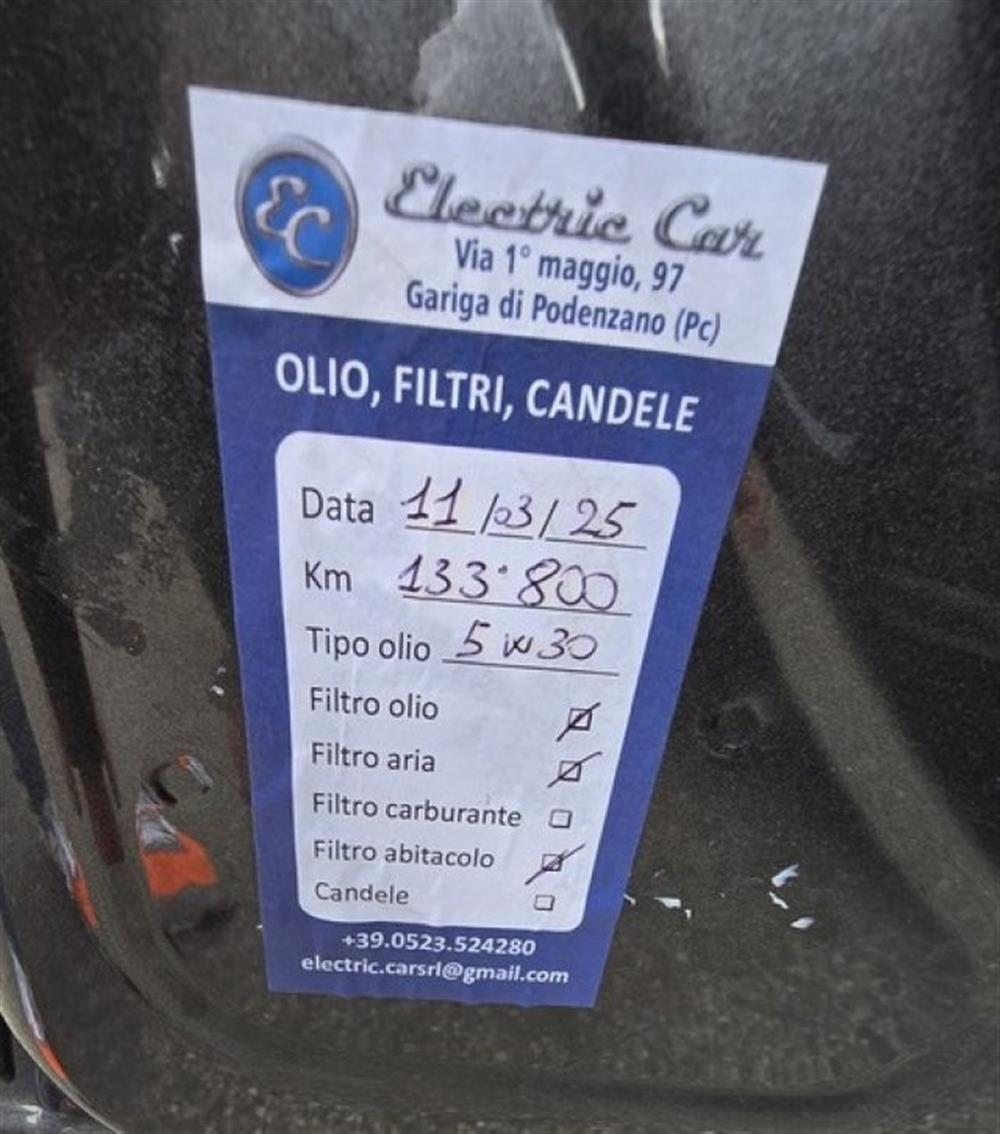 EC
Electric Car
Via 1° maggio, 97
Gariga di Podenzano (Pc)
OLIO, FILTRI, CANDELE
Data 11/03/25
Km 133.800
Tipo olio 5w30
Filtro olio
Filtro aria
Filtro carburante
Filtro abitacolo
Candele
+39.0523.524280
electric.carsrl@gmail.com